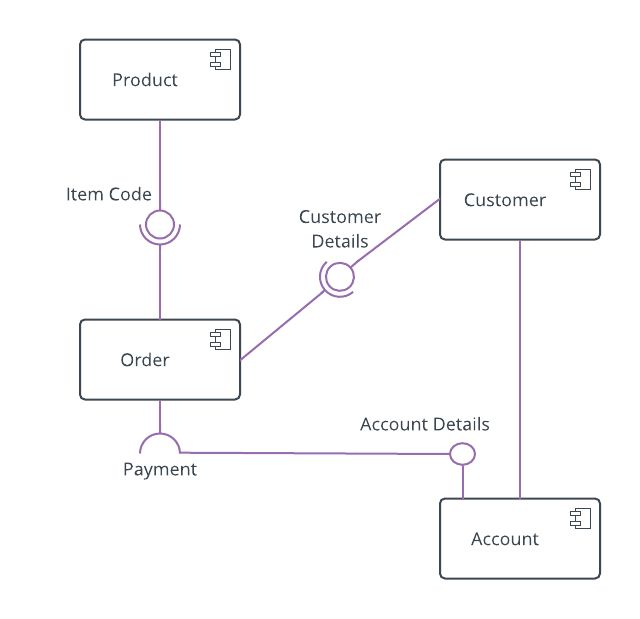 Product
Item Code
Customer
Customer
Details
Order
Account Details
Payment
Account